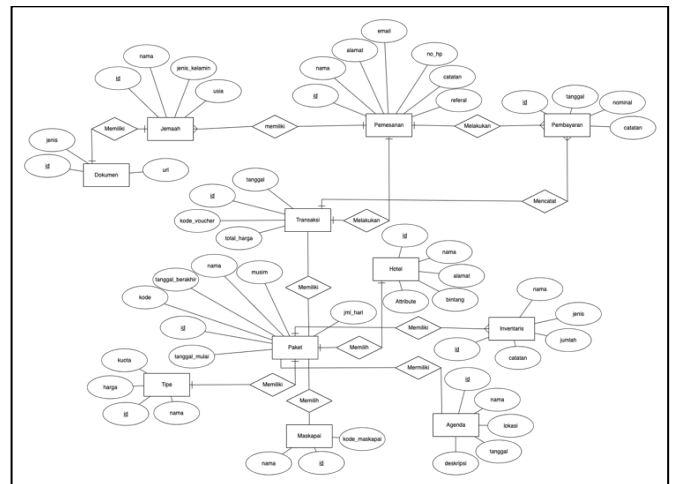 email
alamat
no_hp
nama
jenis_kelamin
nama
catatan
id
usia
id
referal
id
tanggal
nominal
catatan
Memiliki
Jemaah
memiliki
Pemesanan
Melakukan
Pembayaran
jenis
id
url
Dokumen
tanggal
id
kode_voucher
total_harga
Transaksi
Melakukan
Mencatat
id
nama
alamat
bintang
Attribute
Hotel
nama
musim
tanggal_berakhir
kode
id
tanggal_mulai
jml_hari
Memiliki
Paket
Memilih
Memiliki
Inventaris
nama
jenis
jumlah
catatan
id
kuota
harga
id
nama
Tipe
Memiliki
Memilih
Mermiliki
id
nama
lokasi
tanggal
deskripsi
Agenda
Maskapai
kode_maskapai
nama
id